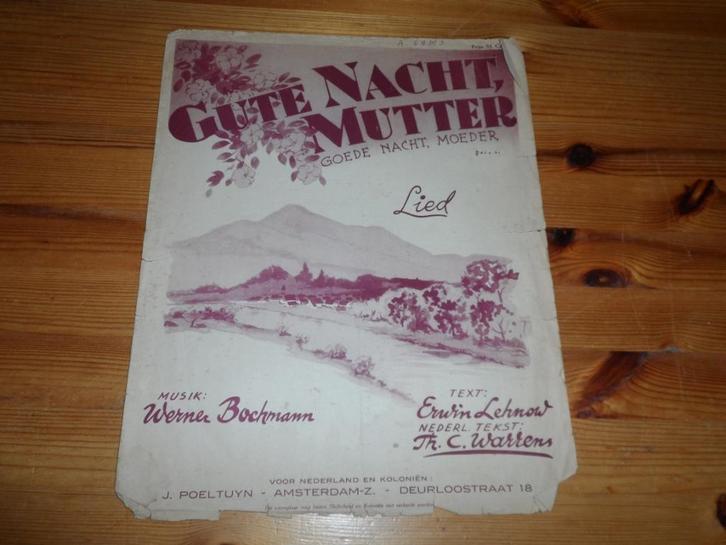 GUTE NACHT,
MUTTER
GOEDE NACHT, MOEDER
Lied
MUSIK:
Werner Bochmann
TEXT:
Erwin Lehnow
NEDERL. TEKST:
Th. C. Warrens
VOOR NEDERLAND EN KOLONIËN:
J. POELTUYN - AMSTERDAM-Z. - DEURLOOSTRAAT 18